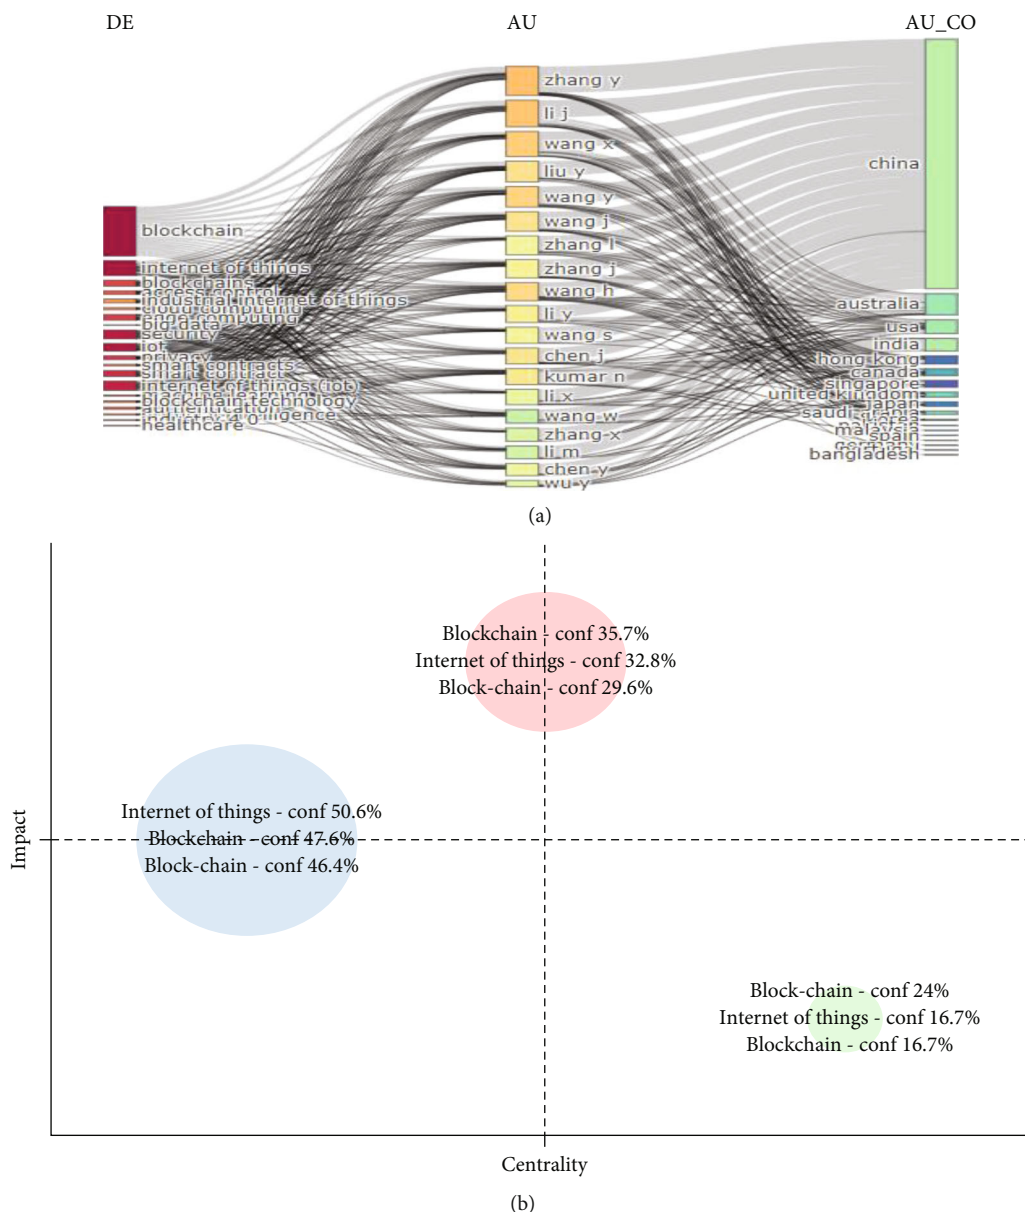 DE
AU
AU_CO
blockchain
internet of things
blockchains
access control
industrial internet of things
cloud computing
edge computing
big data
security
iot
privacy
smart contracts
internet of things (iot)
blockchain technology
authentication
healthcare
zhang y
li j
wang x
liu y
wang y
wang j
zhang l
zhang j
wang h
li y
wang s
chen j
kumar n
li x
wang w
zhang x
li m
chen y
wu y
china
australia
usa
india
hong kong
canada
singapore
united kingdom
japan
saudi arabia
korea
malaysia
spain
germany
bangladesh
(a)
Blockchain - conf 35.7%
Internet of things - conf 32.8%
Block-chain - conf 29.6%
Internet of things - conf 50.6%
Blockchain - conf 47.6%
Block-chain - conf 46.4%
Block-chain - conf 24%
Internet of things - conf 16.7%
Blockchain - conf 16.7%
Impact
Centrality
(b)